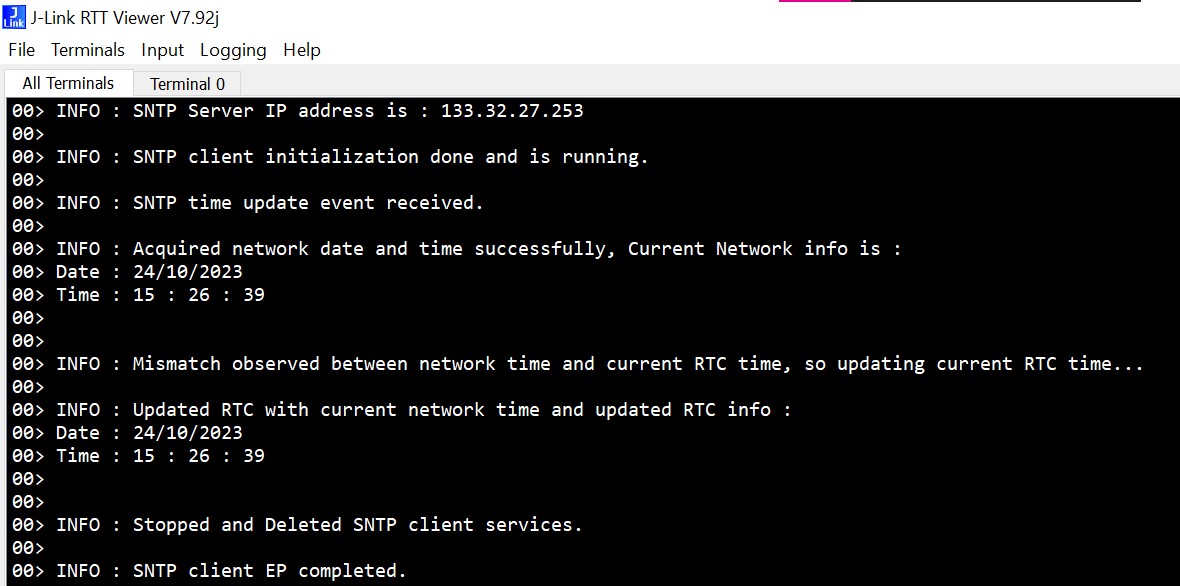 J Link J-Link RTT Viewer V7.92j
File Terminals Input Logging Help
All Terminals Terminal 0
00> INFO : SNTP Server IP address is : 133.32.27.253
00>
00> INFO : SNTP client initialization done and is running.
00>
00> INFO : SNTP time update event received.
00>
00> INFO : Acquired network date and time successfully, Current Network info is :
00> Date : 24/10/2023
00> Time : 15 : 26 : 39
00>
00>
00> INFO : Mismatch observed between network time and current RTC time, so updating current RTC time...
00>
00> INFO : Updated RTC with current network time and updated RTC info :
00> Date : 24/10/2023
00> Time : 15 : 26 : 39
00>
00>
00> INFO : Stopped and Deleted SNTP client services.
00>
00> INFO : SNTP client EP completed.